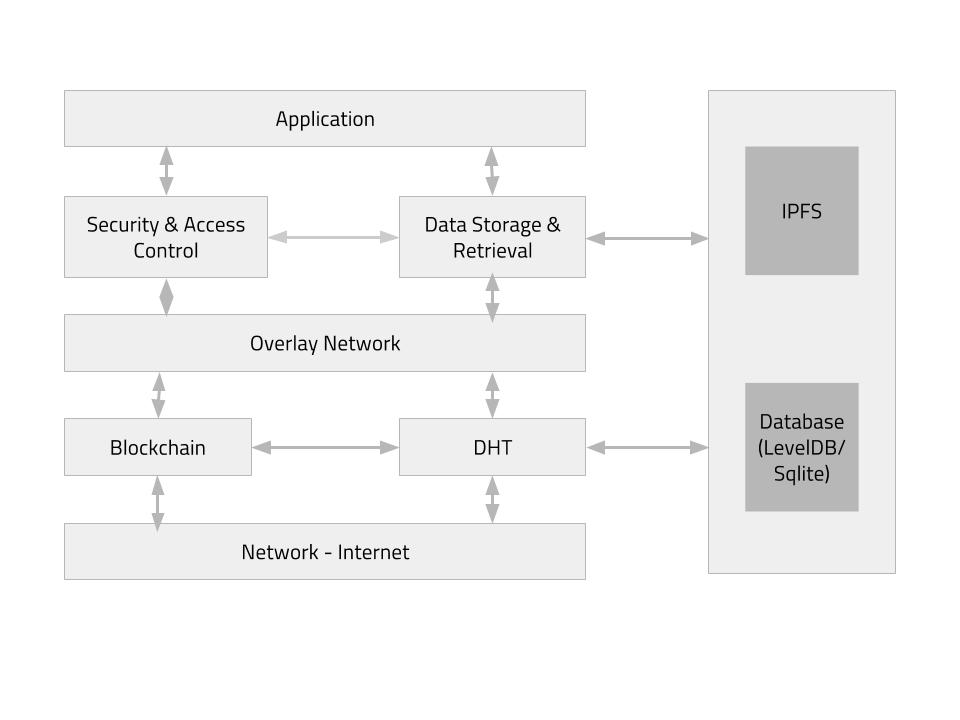 Application
Security & Access
Control
Data Storage &
Retrieval
IPFS
Overlay Network
Blockchain
DHT
Database
(LevelDB/
Sqlite)
Network - Internet